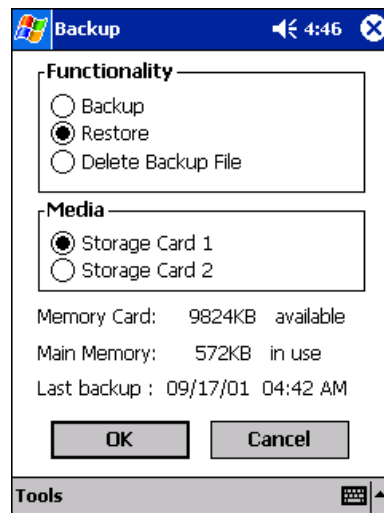 Backup 4:46
Functionality
Backup
Restore
Delete Backup File
Media
Storage Card 1
Storage Card 2
Memory Card: 9824KB available
Main Memory: 572KB in use
Last backup : 09/17/01 04:42 AM
OK Cancel
Tools